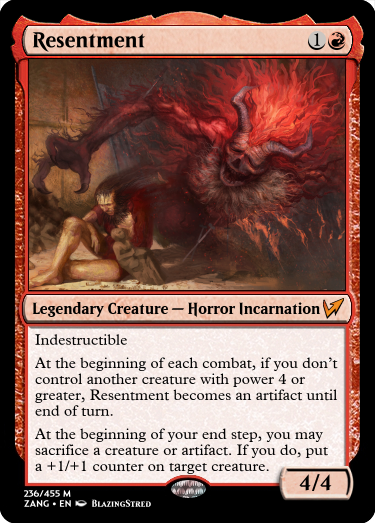 Resentment 1
Legendary Creature — Horror Incarnation
Indestructible
At the beginning of each combat, if you don't
control another creature with power 4 or
greater, Resentment becomes an artifact until
end of turn.
At the beginning of your end step, you may
sacrifice a creature or artifact. If you do, put
a +1/+1 counter on target creature.
4/4
236/455 M
ZANG • EN BlazingStred